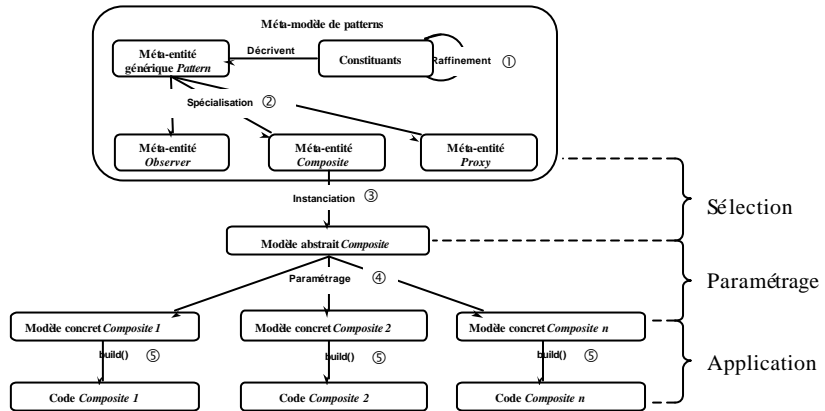 Méta-modèle de patterns
Méta-entité
générique Pattern
Décrivent
Constituants
Raffinement ①
Spécialisation ②
Méta-entité
Observer
Méta-entité
Composite
Méta-entité
Proxy
Instanciation ③
Sélection
Modèle abstrait Composite
Paramétrage ④
Paramétrage
Modèle concret Composite 1
Modèle concret Composite 2
Modèle concret Composite n
build() ⑤
build() ⑤
build() ⑤
Application
Code Composite 1
Code Composite 2
Code Composite n